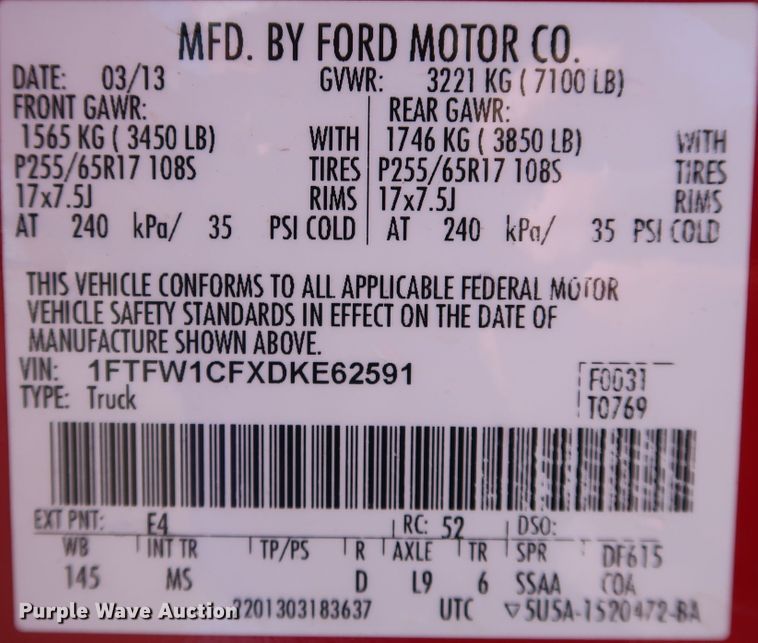 MFD. BY FORD MOTOR CO.
DATE: 03/13 GVWR: 3221 KG ( 7100 LB)
FRONT GAWR: REAR GAWR:
1565 KG ( 3450 LB) WITH 1746 KG ( 3850 LB) WITH
P255/65R17 108S TIRES P255/65R17 108S TIRES
17x7.5J RIMS 17x7.5J RIMS
AT 240 kPa/ 35 PSI COLD AT 240 kPa/ 35 PSI COLD
THIS VEHICLE CONFORMS TO ALL APPLICABLE FEDERAL MOTOR
VEHICLE SAFETY STANDARDS IN EFFECT ON THE DATE OF
MANUFACTURE SHOWN ABOVE.
VIN: 1FTFW1CFXDKE62591 F0031
TYPE: Truck T0769
EXT PNT: E4 RC: 52 DSO:
WB INT TR TP/PS R AXLE TR SPR DF615
145 MS D L9 6 SSAA COA
Purple Wave Auction 2201303183637 UTC ▽5U5A-1520472-BA